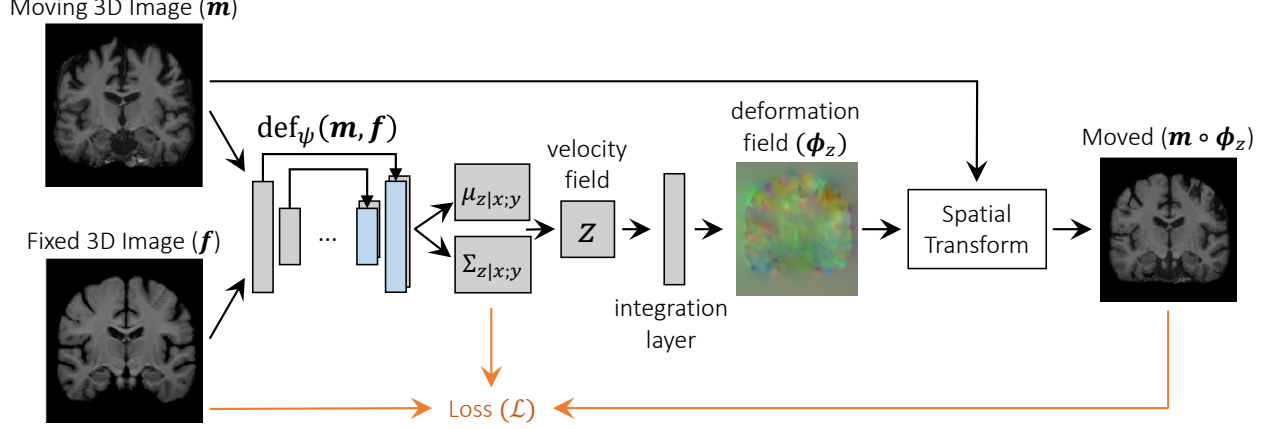 Moving 3D Image (m)
def_ψ(m, f)
Fixed 3D Image (f)
...
μ_z|x;y
Σ_z|x;y
velocity
field
z
integration
layer
deformation
field (ϕ_z)
Spatial
Transform
Moved (m ∘ ϕ_z)
Loss (ℒ)